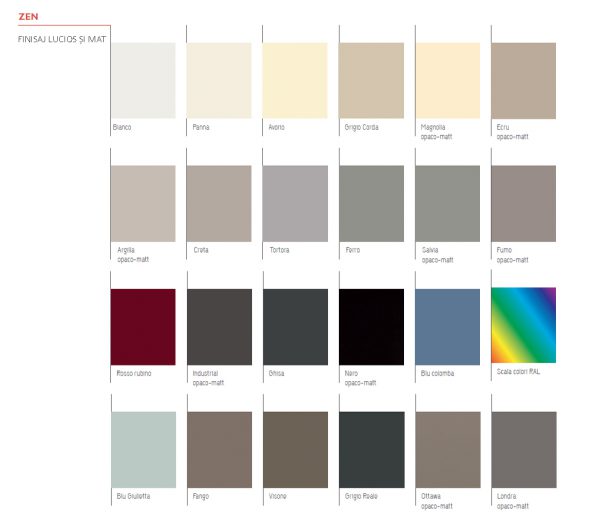 ZEN
FINISAJ LUCIOS ȘI MAT
Bianco
Panna
Avorio
Grigio Corda
Magnolia
opaco-matt
Ecru
opaco-matt
Argilla
opaco-matt
Creta
Tortora
Ferro
Salvia
opaco-matt
Fumo
opaco-matt
Rosso rubino
Industrial
opaco-matt
Ghisa
Nero
opaco-matt
Blu colomba
Scala colori RAL
Blu Giulietta
Fango
Visone
Grigio Reale
Ottawa
opaco-matt
Londra
opaco-matt